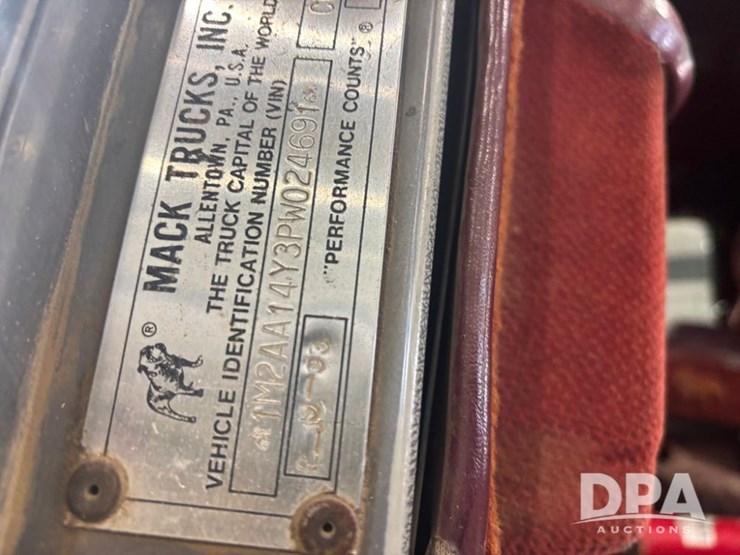 MACK TRUCKS, INC.
ALLENTOWN, PA., U.S.A.
THE TRUCK CAPITAL OF THE WORLD
VEHICLE IDENTIFICATION NUMBER (VIN)
1M2AA14Y3PW024691
"PERFORMANCE COUNTS" ®
®
DPA
AUCTIONS